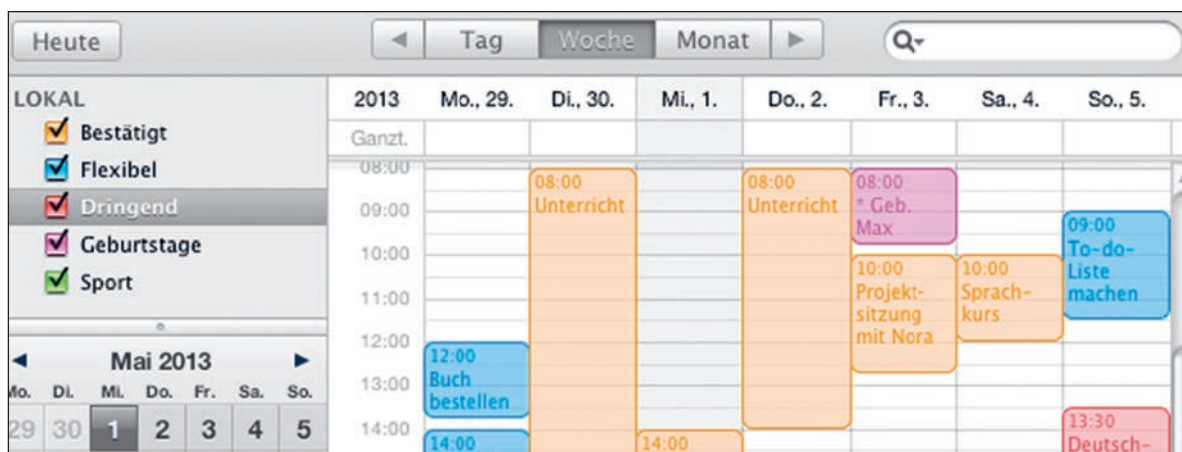 Heute
Tag Woche Monat
LOKAL
Bestätigt
Flexibel
Dringend
Geburtstage
Sport
Mai 2013
Mo. Di. Mi. Do. Fr. Sa. So.
29 30 1 2 3 4 5
2013 Mo., 29. Di., 30. Mi., 1. Do., 2. Fr., 3. Sa., 4. So., 5.
Ganzt.
08:00
09:00
10:00
11:00
12:00
13:00
14:00
12:00
Buch
bestellen
14:00
08:00
Unterricht
14:00
08:00
Unterricht
08:00
* Geb.
Max
10:00
Projekt-
sitzung
mit Nora
10:00
Sprach-
kurs
09:00
To-do-
Liste
machen
13:30
Deutsch-